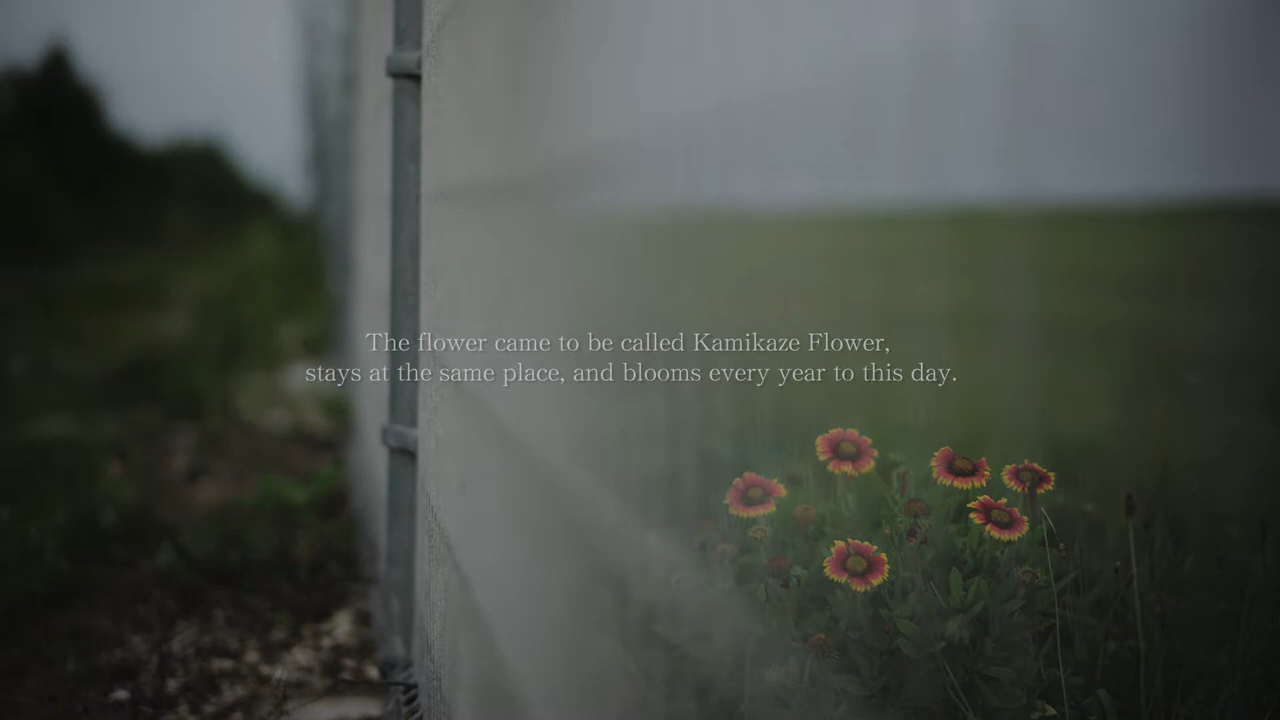 The flower came to be called Kamikaze Flower,
stays at the same place, and blooms every year to this day.